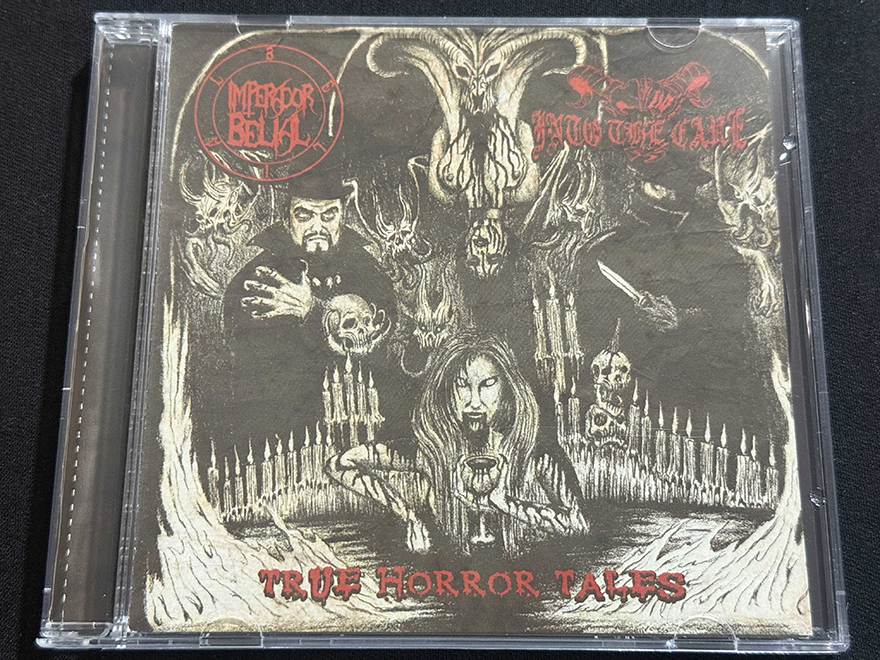 IMPERADOR
BELIAL
INTO THE CAVE
TRUE HORROR TALES